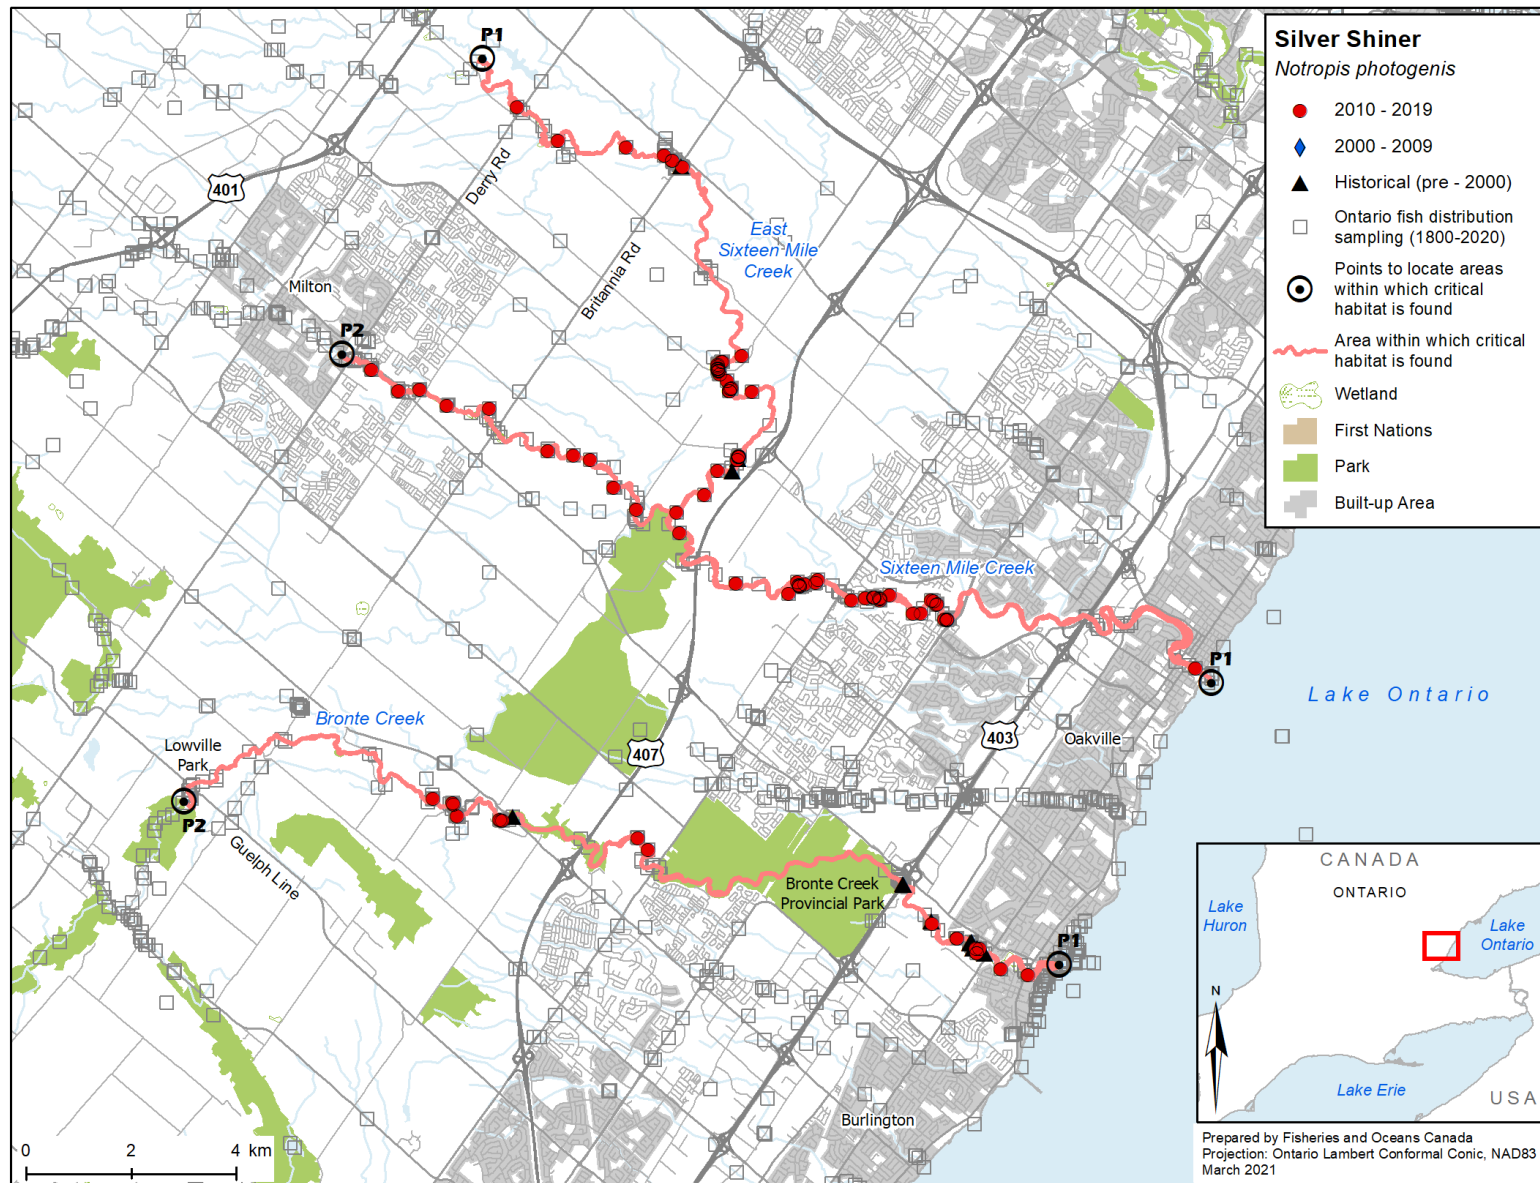 P1
Silver Shiner
Notropis photogenis
2010 - 2019
2000 - 2009
Historical (pre - 2000)
Ontario fish distribution
sampling (1800-2020)
Points to locate areas
within which critical
habitat is found
Area within which critical
habitat is found
Wetland
First Nations
Park
Built-up Area
401
Derry Rd
East
Sixteen Mile
Creek
Britannia Rd
Milton
P2
Sixteen Mile Creek
P1
Lake Ontario
Bronte Creek
Lowville
Park
P2
Guelph Line
407
403
Oakville
Bronte Creek
Provincial Park
P1
Burlington
CANADA
ONTARIO
Lake
Huron
Lake
Ontario
N
Lake Erie
USA
0 2 4 km
Prepared by Fisheries and Oceans Canada
Projection: Ontario Lambert Conformal Conic, NAD83
March 2021